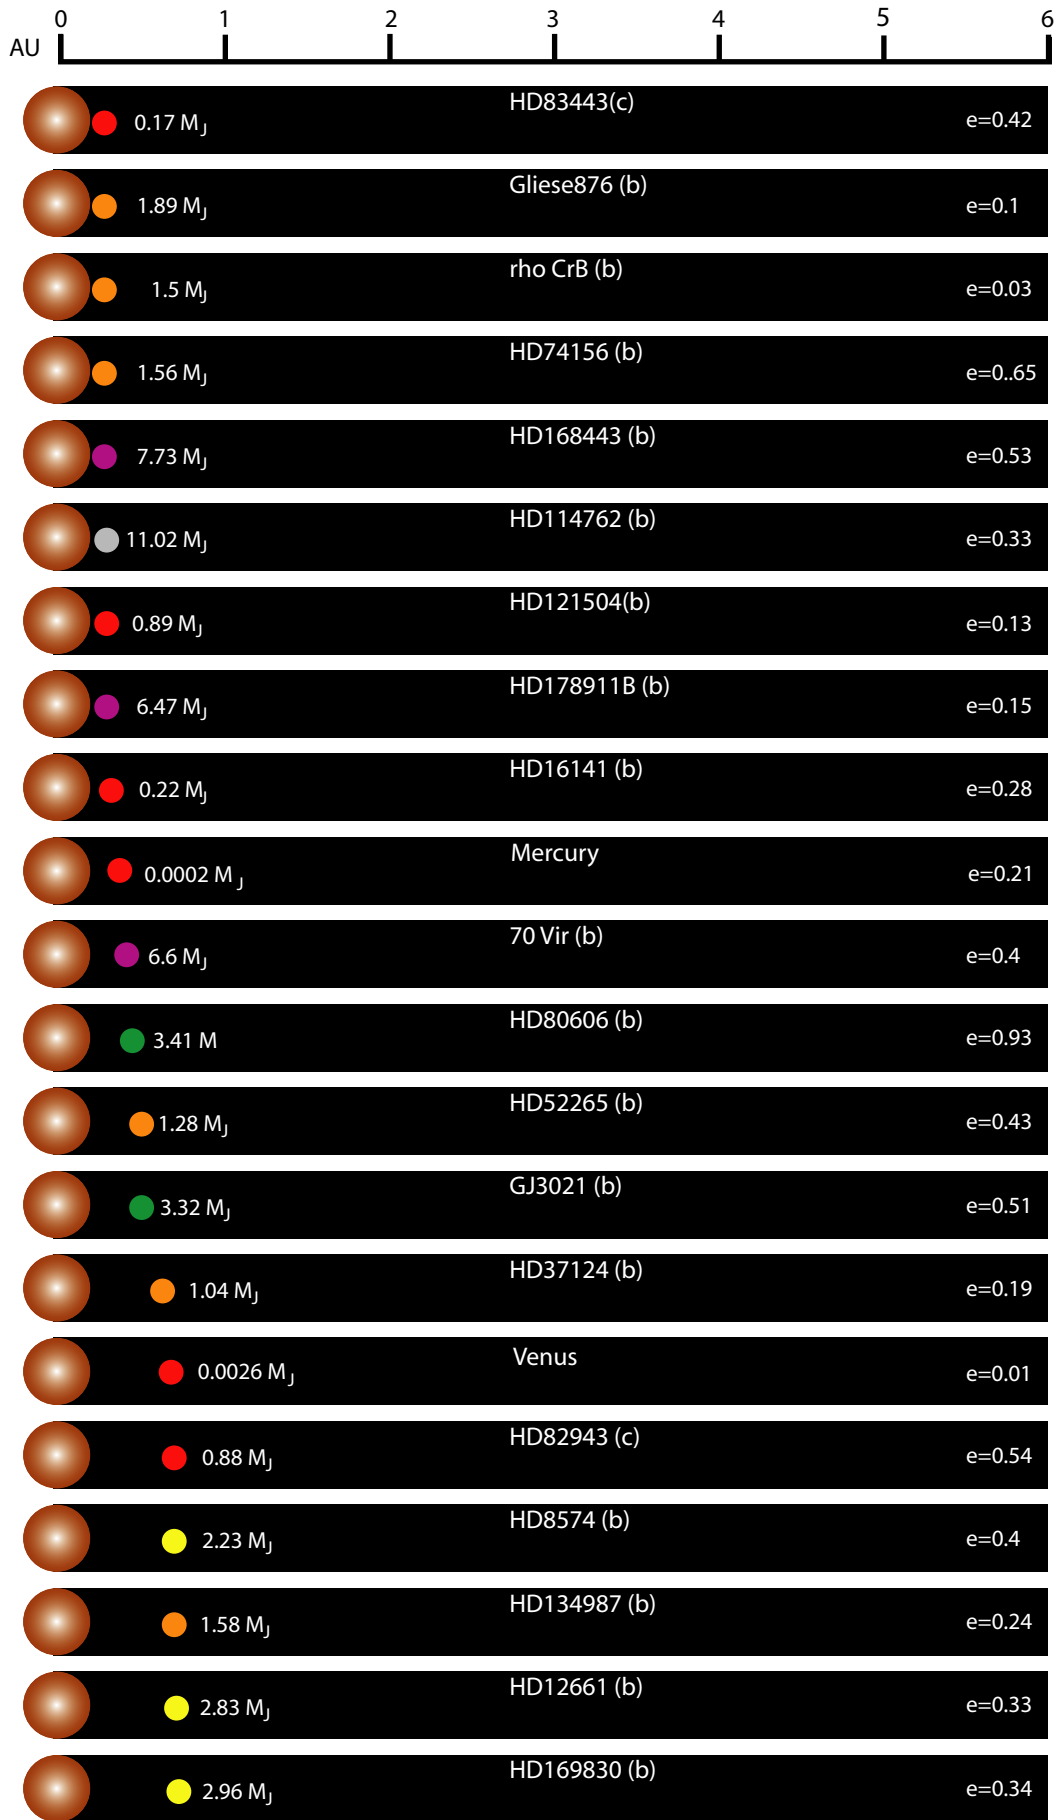 0 1 2 3 4 5 6
AU
HD83443(c)
0.17 MJ e=0.42
Gliese876 (b)
1.89 MJ e=0.1
rho CrB (b)
1.5 MJ e=0.03
HD74156 (b)
1.56 MJ e=0..65
HD168443 (b)
7.73 MJ e=0.53
HD114762 (b)
11.02 MJ e=0.33
HD121504(b)
0.89 MJ e=0.13
HD178911B (b)
6.47 MJ e=0.15
HD16141 (b)
0.22 MJ e=0.28
Mercury
0.0002 M J e=0.21
70 Vir (b)
6.6 MJ e=0.4
HD80606 (b)
3.41 M e=0.93
HD52265 (b)
1.28 MJ e=0.43
GJ3021 (b)
3.32 MJ e=0.51
HD37124 (b)
1.04 MJ e=0.19
Venus
0.0026 M J e=0.01
HD82943 (c)
0.88 MJ e=0.54
HD8574 (b)
2.23 MJ e=0.4
HD134987 (b)
1.58 MJ e=0.24
HD12661 (b)
2.83 MJ e=0.33
HD169830 (b)
2.96 MJ e=0.34